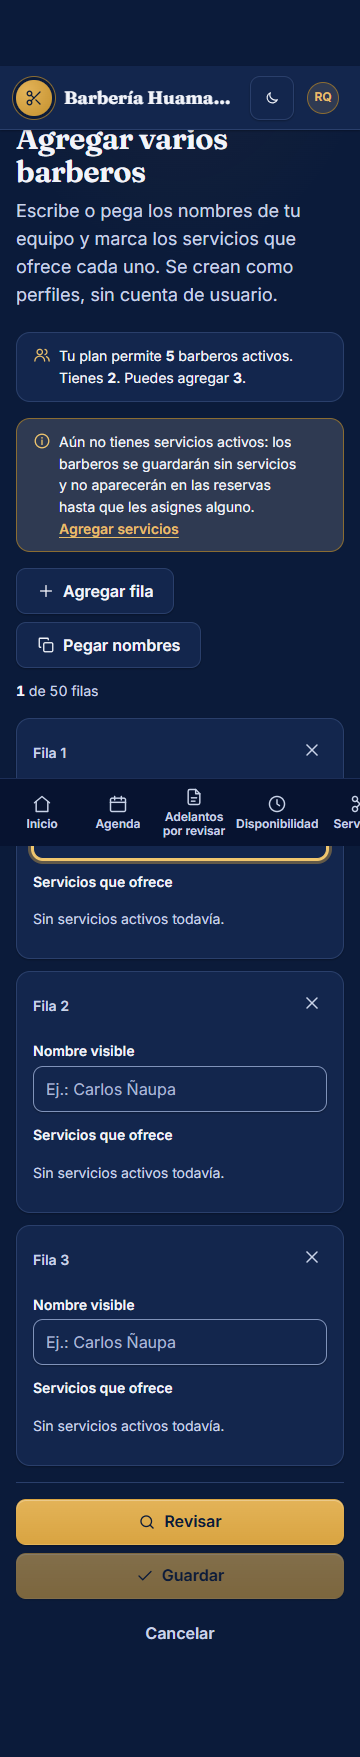 Barbería Huama...
RQ
Agregar varios
barberos
Escribe o pega los nombres de tu
equipo y marca los servicios que
ofrece cada uno. Se crean como
perfiles, sin cuenta de usuario.
Tu plan permite 5 barberos activos.
Tienes 2. Puedes agregar 3.
Aún no tienes servicios activos: los
barberos se guardarán sin servicios
y no aparecerán en las reservas
hasta que les asignes alguno.
Agregar servicios
Agregar fila
Pegar nombres
1 de 50 filas
Fila 1
Inicio
Agenda
Adelantos
por revisar
Disponibilidad
Serv
Servicios que ofrece
Sin servicios activos todavía.
Fila 2
Nombre visible
Ej.: Carlos Ñaupa
Servicios que ofrece
Sin servicios activos todavía.
Fila 3
Nombre visible
Ej.: Carlos Ñaupa
Servicios que ofrece
Sin servicios activos todavía.
Revisar
Guardar
Cancelar